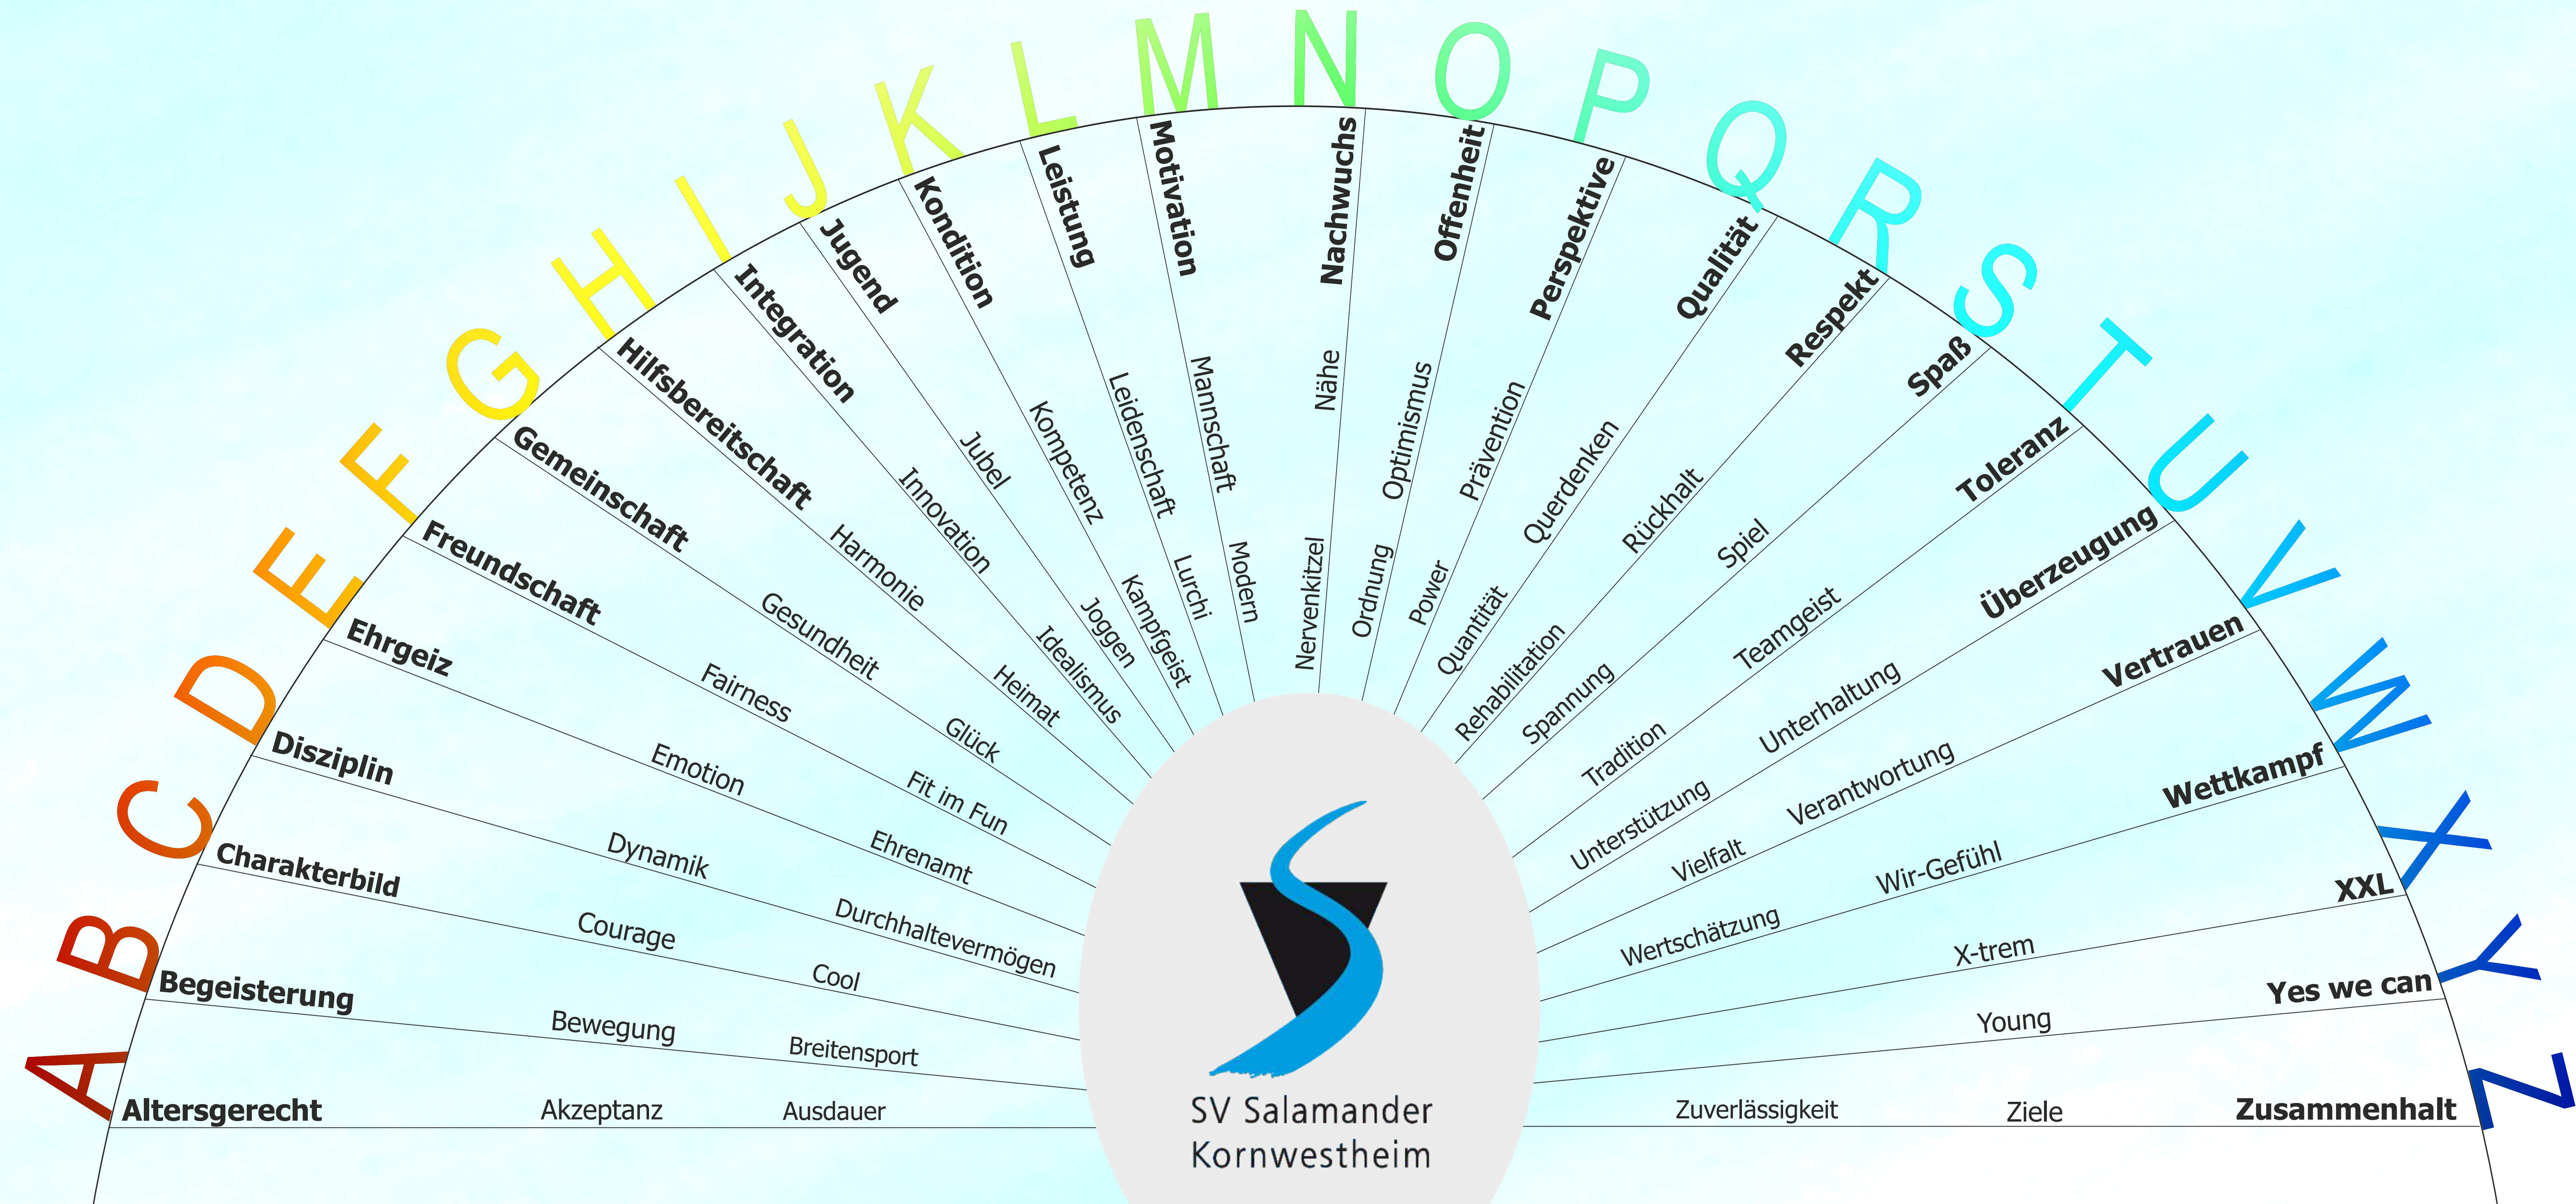 A
Altersgerecht Akzeptanz Ausdauer
B
Begeisterung Bewegung Breitensport
C
Charakterbild Courage Cool
D
Disziplin Dynamik Durchhaltevermögen
E
Ehrgeiz Emotion Ehrenamt
F
Freundschaft Fairness Fit im Fun
G
Gemeinschaft Gesundheit Glück
H
Hilfsbereitschaft Harmonie Heimat
I
Integration Innovation Idealismus
J
Jugend Jubel Joggen
K
Kondition Kompetenz Kampfgeist
L
Leistung Leidenschaft Lurchi
M
Motivation Mannschaft Modern
N
Nervenkitzel Nähe Nachwuchs
O
Ordnung Optimismus Offenheit
P
Power Prävention Perspektive
Q
Quantität Querdenken Qualität
R
Rehabilitation Rückhalt Respekt
S
Spannung Spiel Spaß
T
Tradition Teamgeist Toleranz
U
Unterstützung Unterhaltung Überzeugung
V
Vielfalt Verantwortung Vertrauen
W
Wertschätzung Wir-Gefühl Wettkampf
X
X-trem XXL
Y
Young Yes we can
Z
Zuverlässigkeit Ziele Zusammenhalt
SV Salamander
Kornwestheim